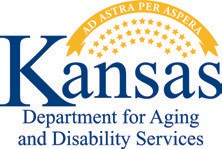 AD ASTRA PER ASPERA
Kansas
Department for Aging
and Disability Services